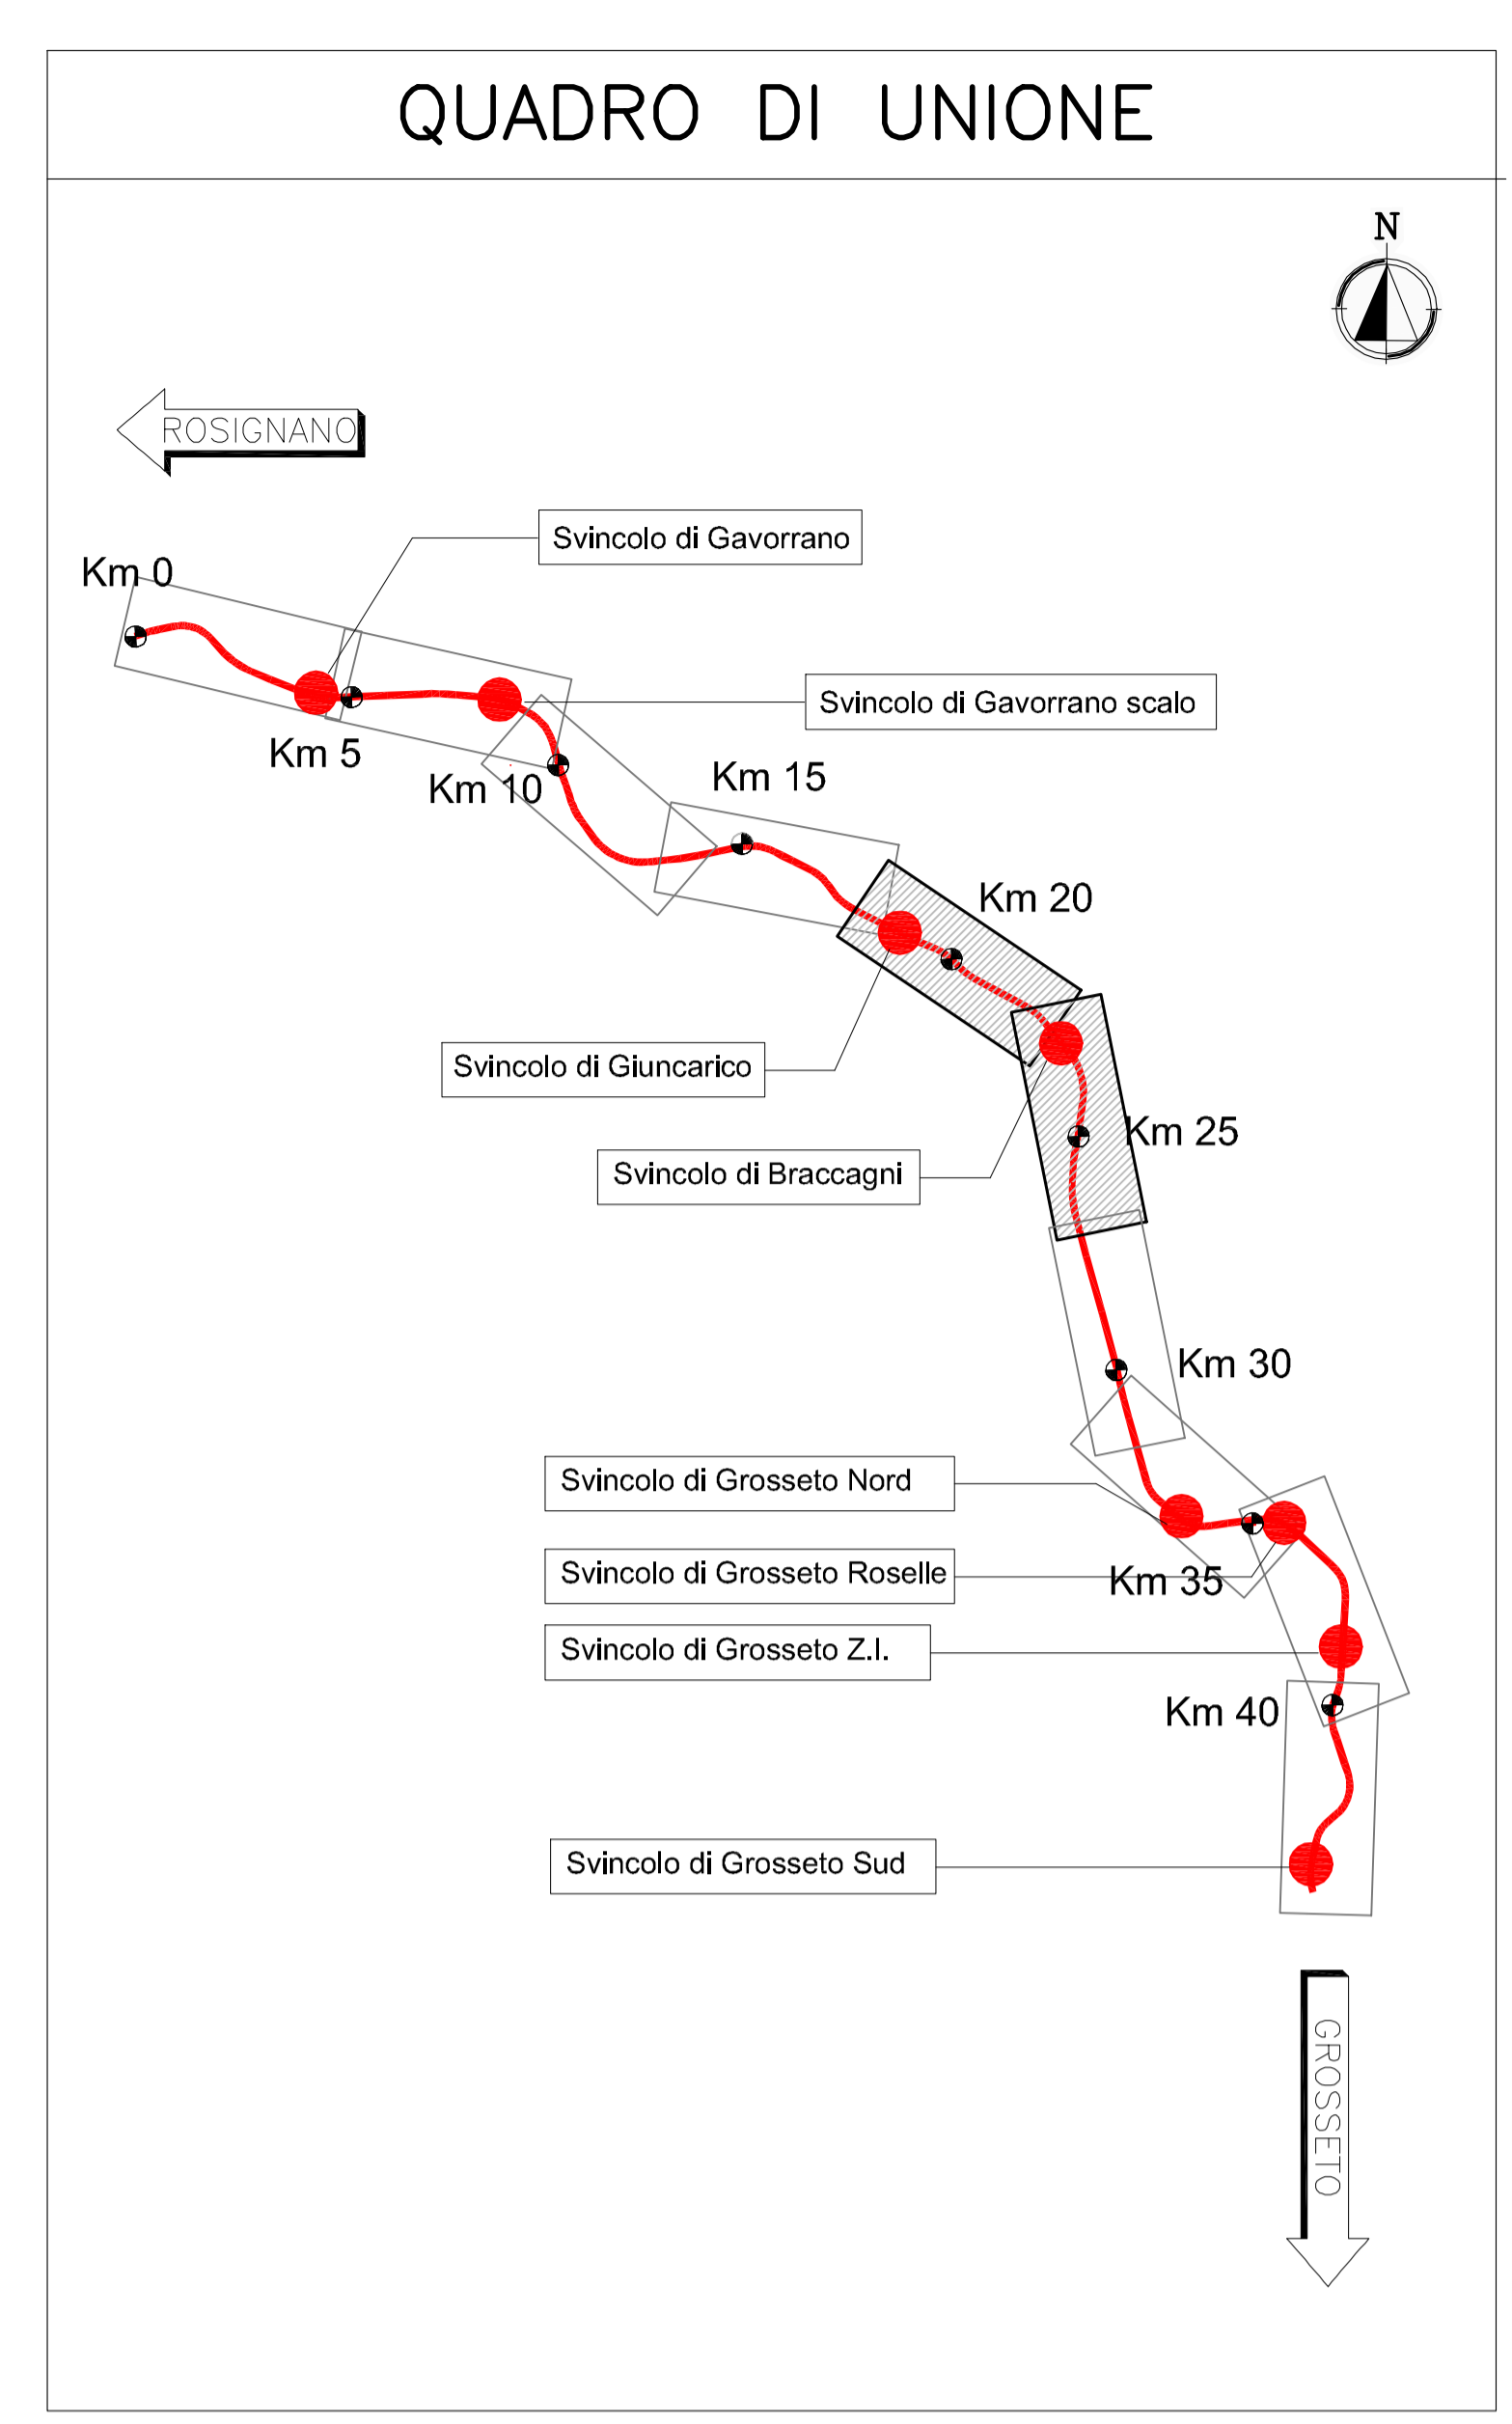 QUADRO DI UNIONE
N
ROSIGNANO
Svincolo di Gavorrano
Km 0
Svincolo di Gavorrano scalo
Km 5
Km 10
Km 15
Km 20
Svincolo di Giuncarico
Km 25
Svincolo di Braccagni
Km 30
Svincolo di Grosseto Nord
Svincolo di Grosseto Roselle
Km 35
Svincolo di Grosseto Z.I.
Km 40
Svincolo di Grosseto Sud
GROSSETO